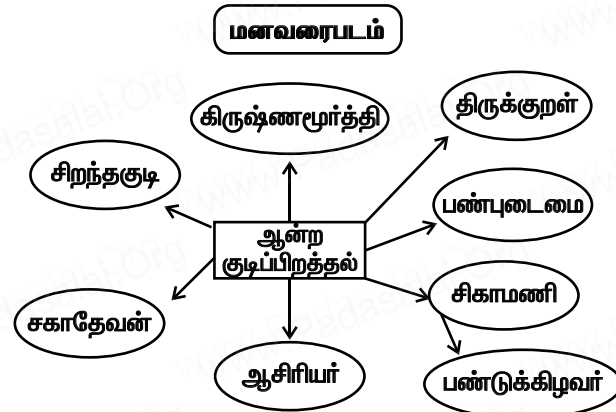 மனவரைபடம்
கிருஷ்ணமூர்த்தி
திருக்குறள்
சிறந்தகுடி
பண்புடைமை
ஆன்ற
குடிப்பிறத்தல்
சிகாமணி
சகாதேவன்
ஆசிரியர்
பண்டுக்கிழவர்